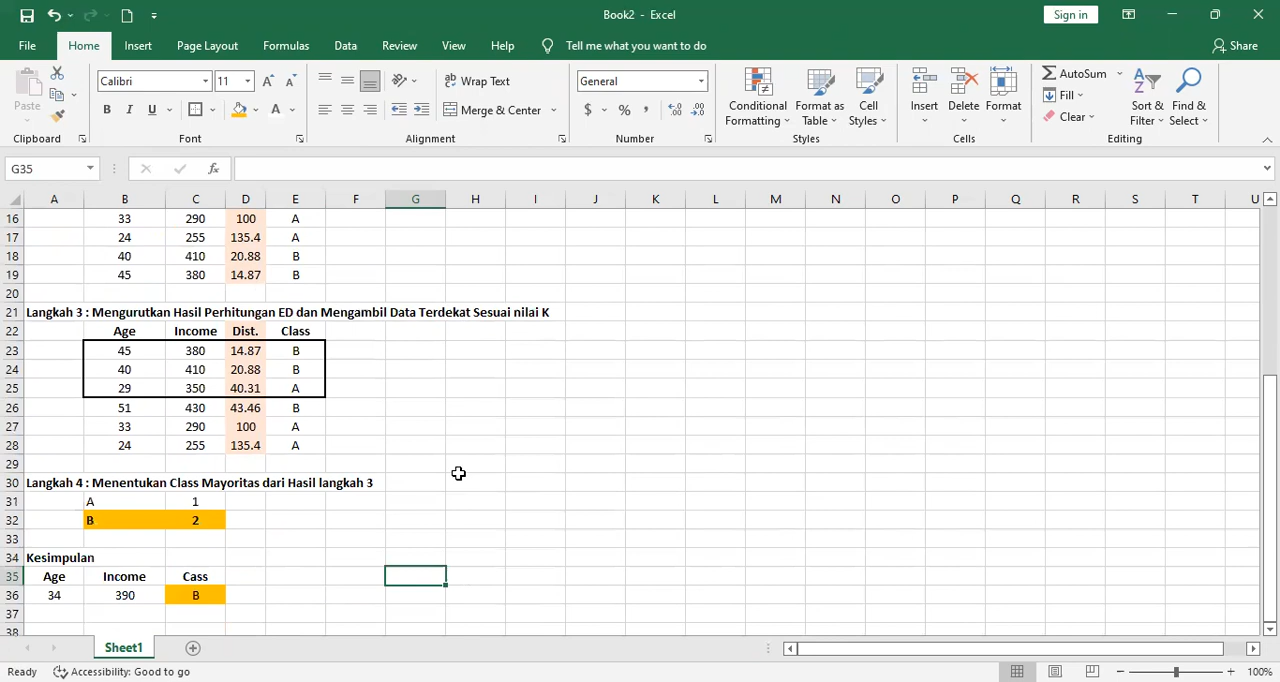 Book2 - Excel
Sign in
File Home Insert Page Layout Formulas Data Review View Help Tell me what you want to do Share
Paste
Clipboard
Calibri 11
B I U
Font
Wrap Text
Merge & Center
Alignment
General
$ % ,
Number
Conditional Formatting
Format as Table
Cell Styles
Styles
Insert Delete Format
Cells
AutoSum
Fill
Clear
Sort & Filter
Find & Select
Editing
G35
fx
A B C D E F G H I J K L M N O P Q R S T U
16 33 290 100 A
17 24 255 135.4 A
18 40 410 20.88 B
19 45 380 14.87 B
20
21 Langkah 3 : Mengurutkan Hasil Perhitungan ED dan Mengambil Data Terdekat Sesuai nilai K
22 Age Income Dist. Class
23 45 380 14.87 B
24 40 410 20.88 B
25 29 350 40.31 A
26 51 430 43.46 B
27 33 290 100 A
28 24 255 135.4 A
29
30 Langkah 4 : Menentukan Class Mayoritas dari Hasil langkah 3
31 A 1
32 B 2
33
34 Kesimpulan
35 Age Income Cass
36 34 390 B
37
38
Sheet1
Ready Accessibility: Good to go 100%